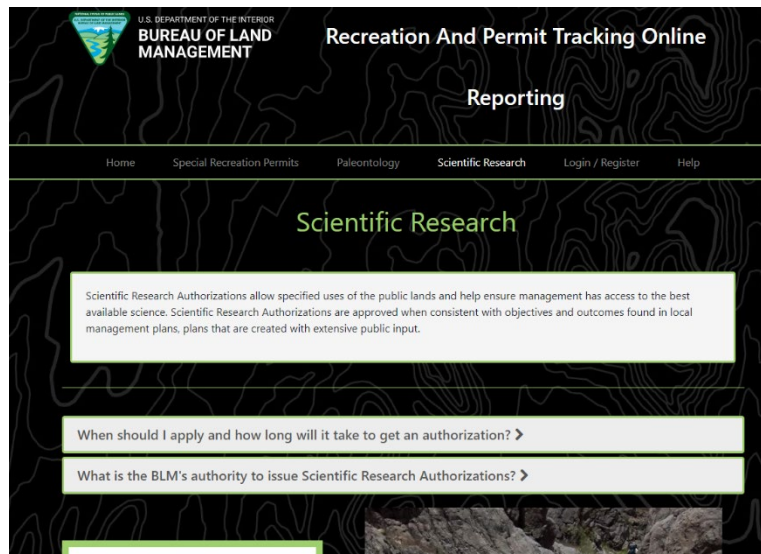 U.S. DEPARTMENT OF THE INTERIOR
BUREAU OF LAND
MANAGEMENT
Recreation And Permit Tracking Online
Reporting
Home Special Recreation Permits Paleontology Scientific Research Login / Register Help
Scientific Research
Scientific Research Authorizations allow specified uses of the public lands and help ensure management has access to the best
available science. Scientific Research Authorizations are approved when consistent with objectives and outcomes found in local
management plans, plans that are created with extensive public input.
When should I apply and how long will it take to get an authorization?
What is the BLM's authority to issue Scientific Research Authorizations?